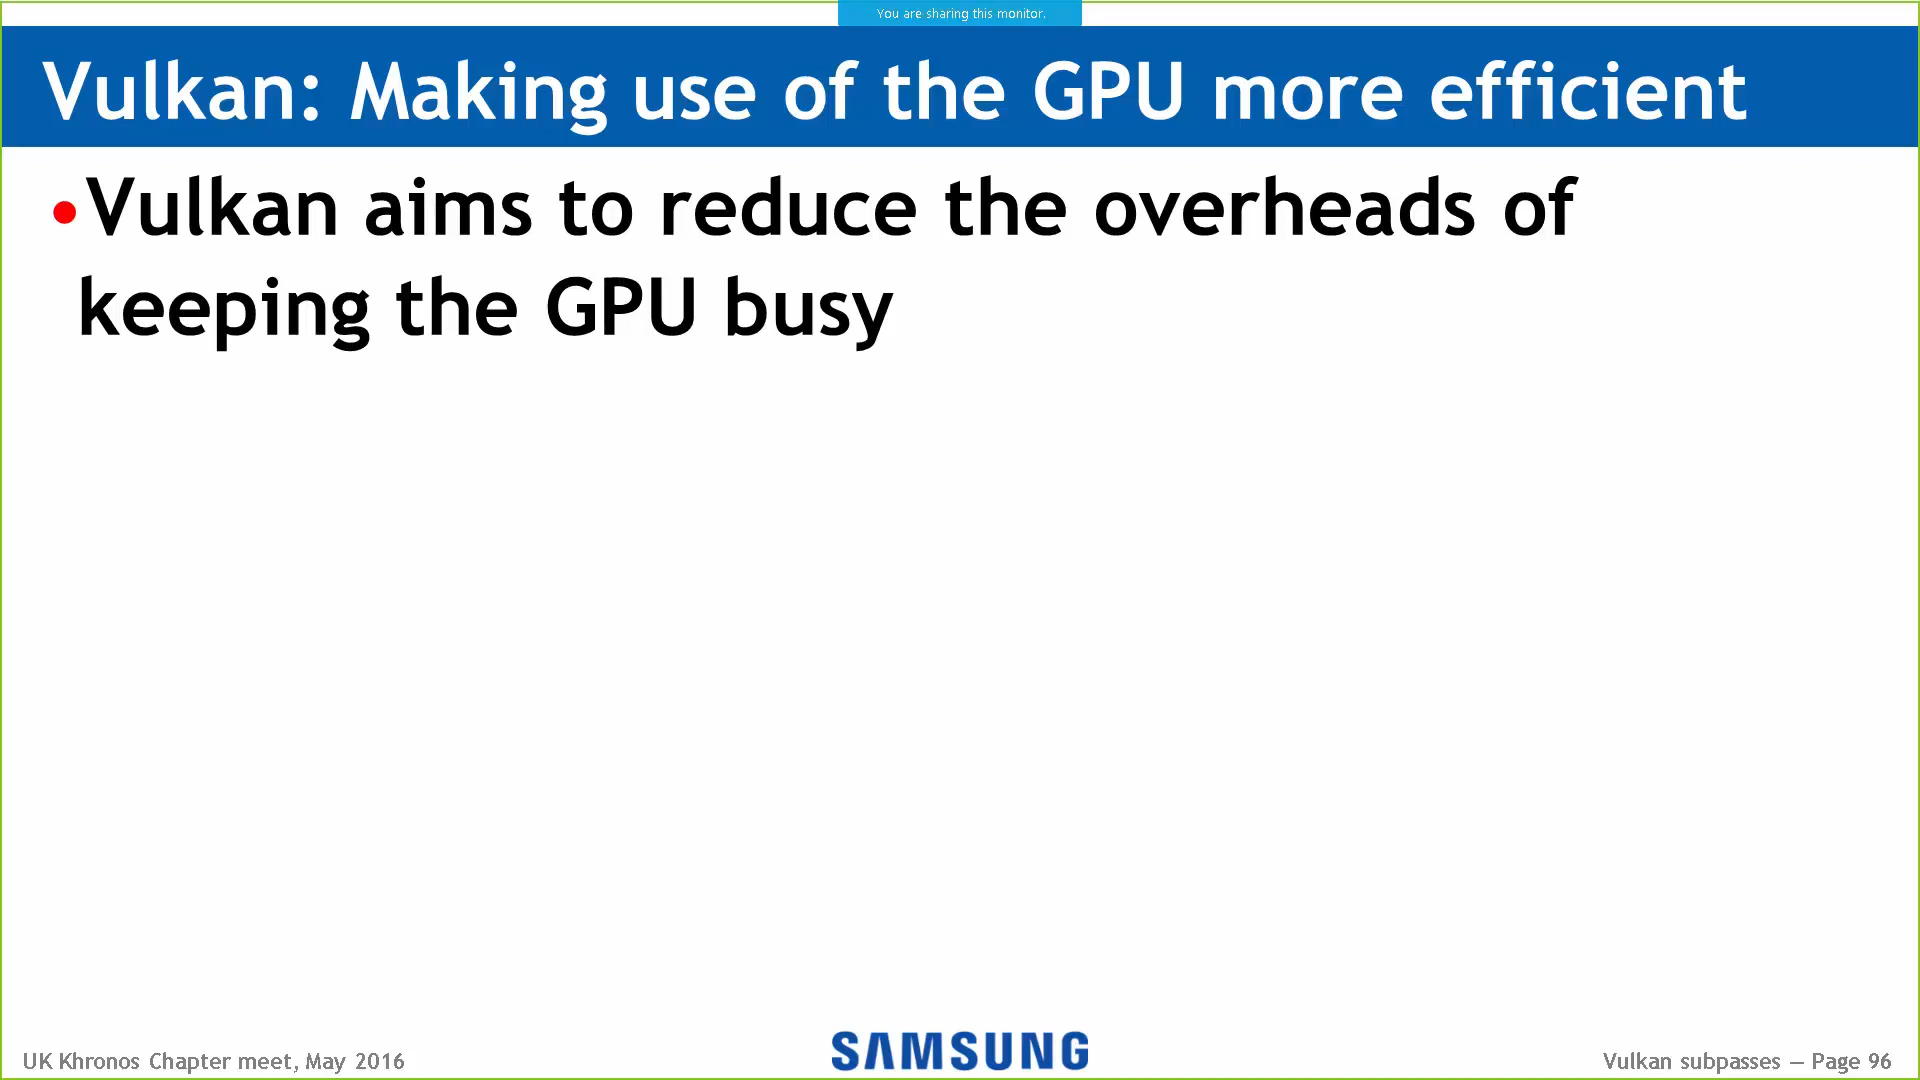 You are sharing this monitor.
Vulkan: Making use of the GPU more efficient
•Vulkan aims to reduce the overheads of
keeping the GPU busy
UK Khronos Chapter meet, May 2016
SAMSUNG
Vulkan subpasses — Page 96